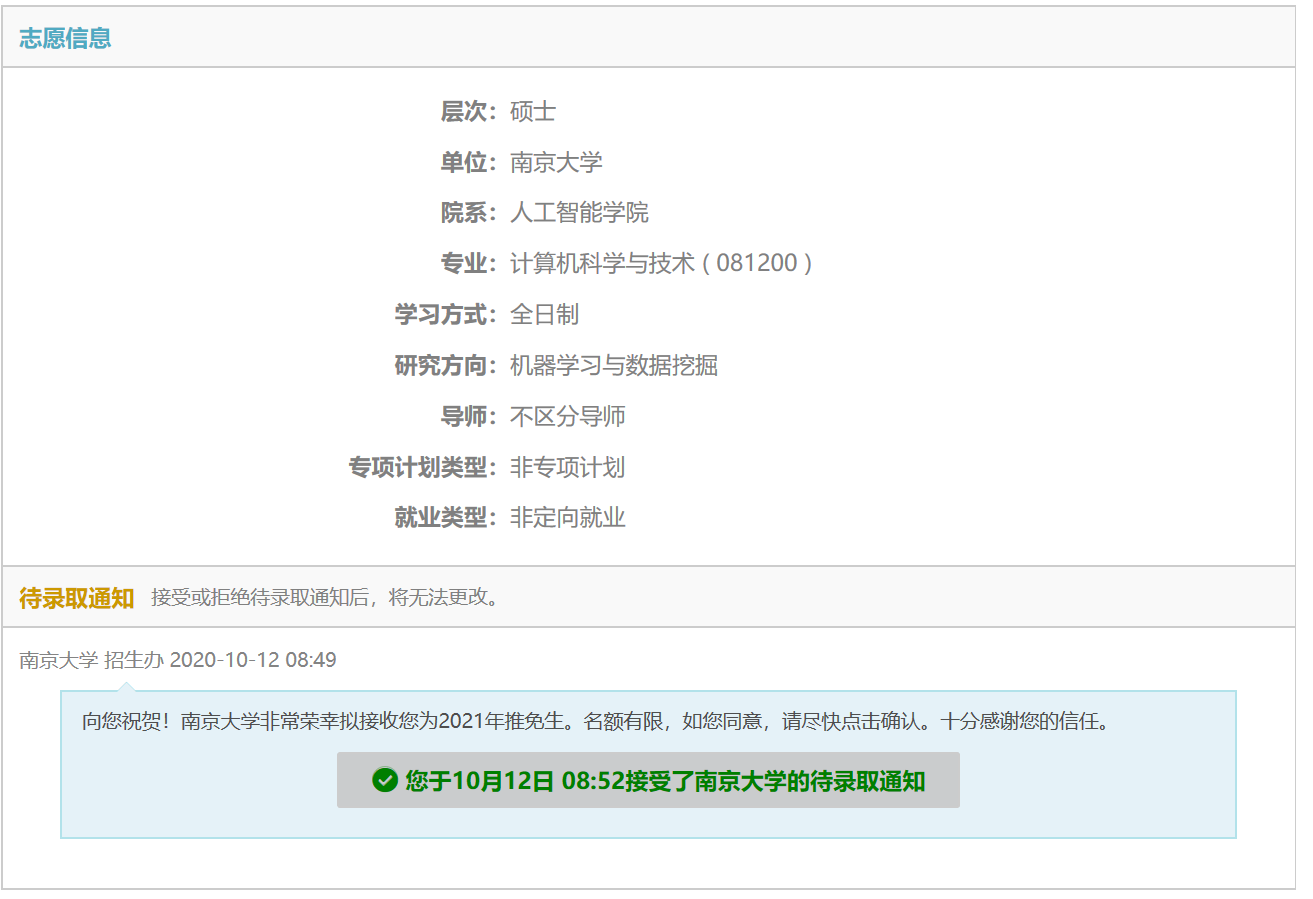 志愿信息
层次：硕士
单位：南京大学
院系：人工智能学院
专业：计算机科学与技术 ( 081200 )
学习方式：全日制
研究方向：机器学习与数据挖掘
导师：不区分导师
专项计划类型：非专项计划
就业类型：非定向就业
待录取通知 接受或拒绝待录取通知后，将无法更改。
南京大学 招生办 2020-10-12 08:49
向您祝贺！南京大学非常荣幸拟接收您为2021年推免生。名额有限，如您同意，请尽快点击确认。十分感谢您的信任。
您于10月12日 08:52接受了南京大学的待录取通知